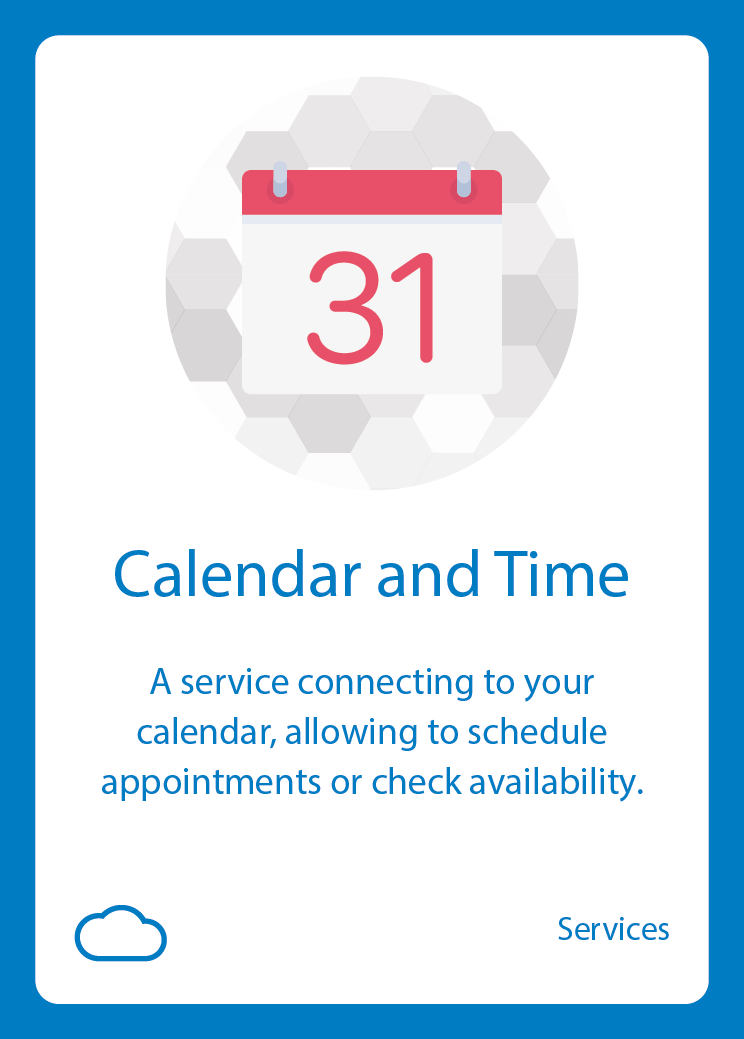 31
Calendar and Time
A service connecting to your
calendar, allowing to schedule
appointments or check availability.
Services